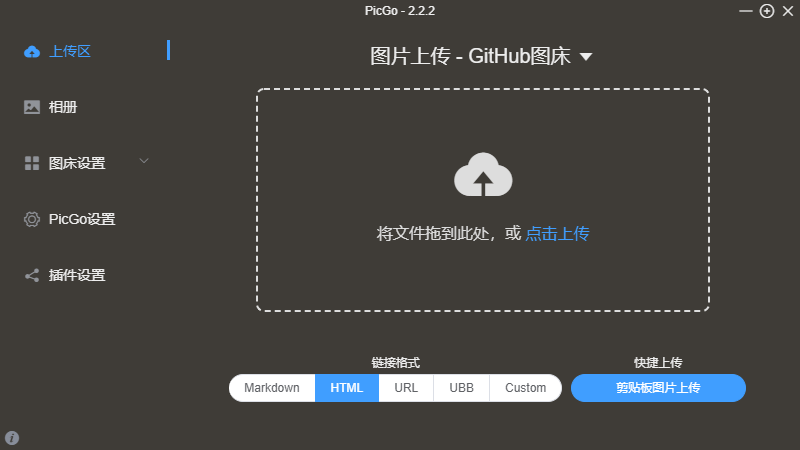 PicGo - 2.2.2
上传区
相册
图床设置
PicGo设置
插件设置
图片上传 - GitHub图床
将文件拖到此处，或 点击上传
链接格式
Markdown HTML URL UBB Custom
快捷上传
剪贴板图片上传